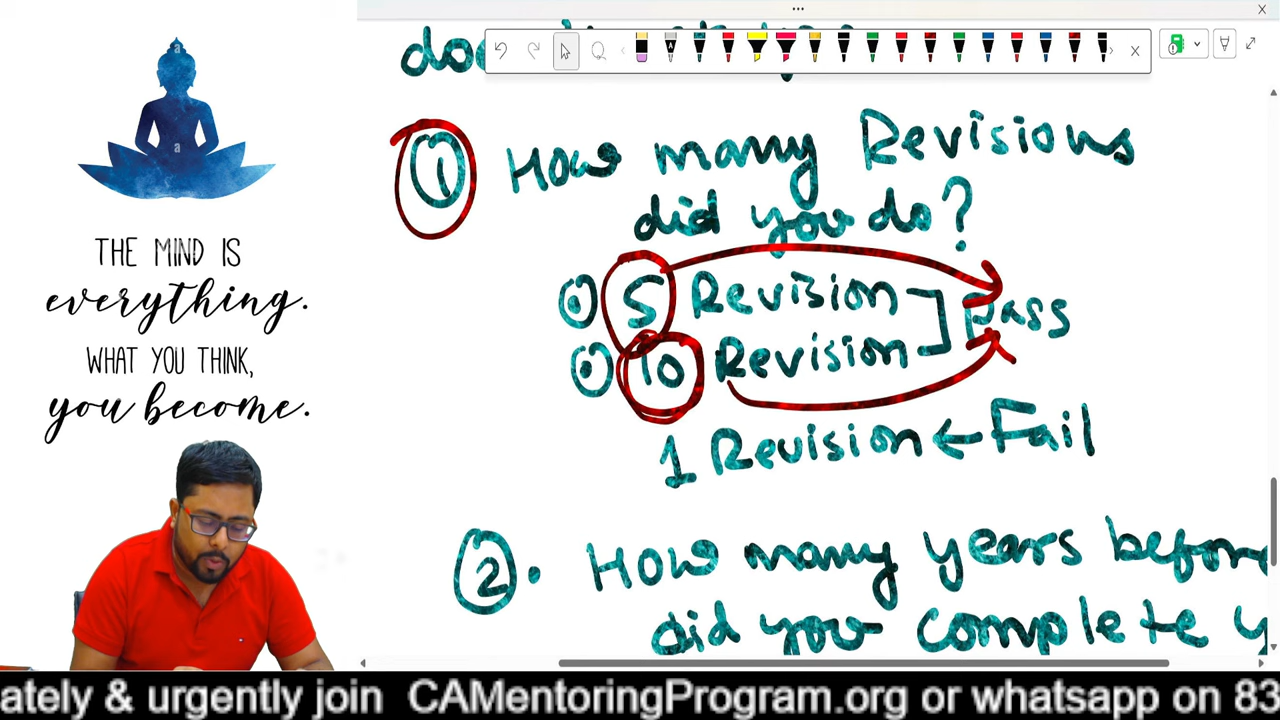 THE MIND IS
everything.
WHAT YOU THINK,
you become.
① How many Revisions
did you do?
5 Revision
10 Revision
Pass
1 Revision ← Fail
②. How many years before
did you complete
ately & urgently join CAMentoringProgram.org or whatsapp on 83